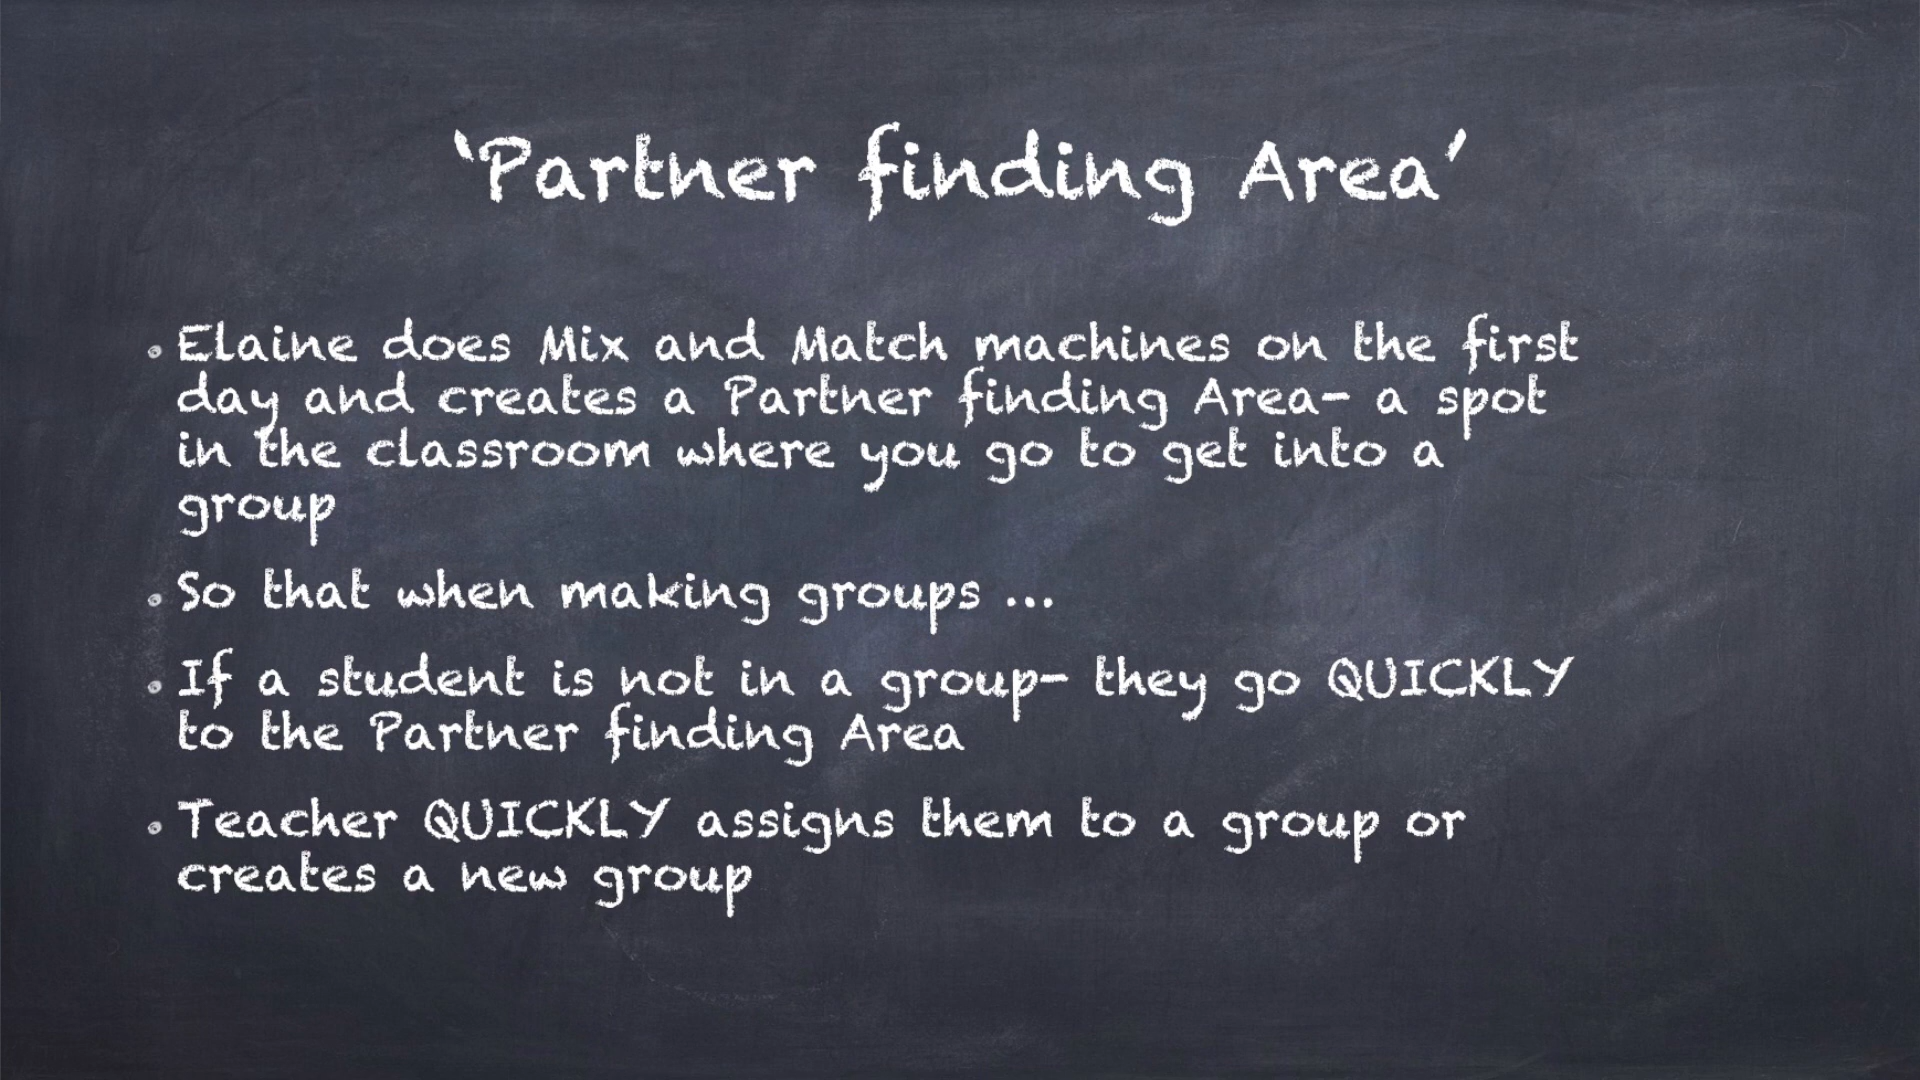 ‘Partner finding Area’
• Elaine does Mix and Match machines on the first
day and creates a Partner finding Area- a spot
in the classroom where you go to get into a
group
• So that when making groups ...
• If a student is not in a group- they go QUICKLY
to the Partner finding Area
• Teacher QUICKLY assigns them to a group or
creates a new group